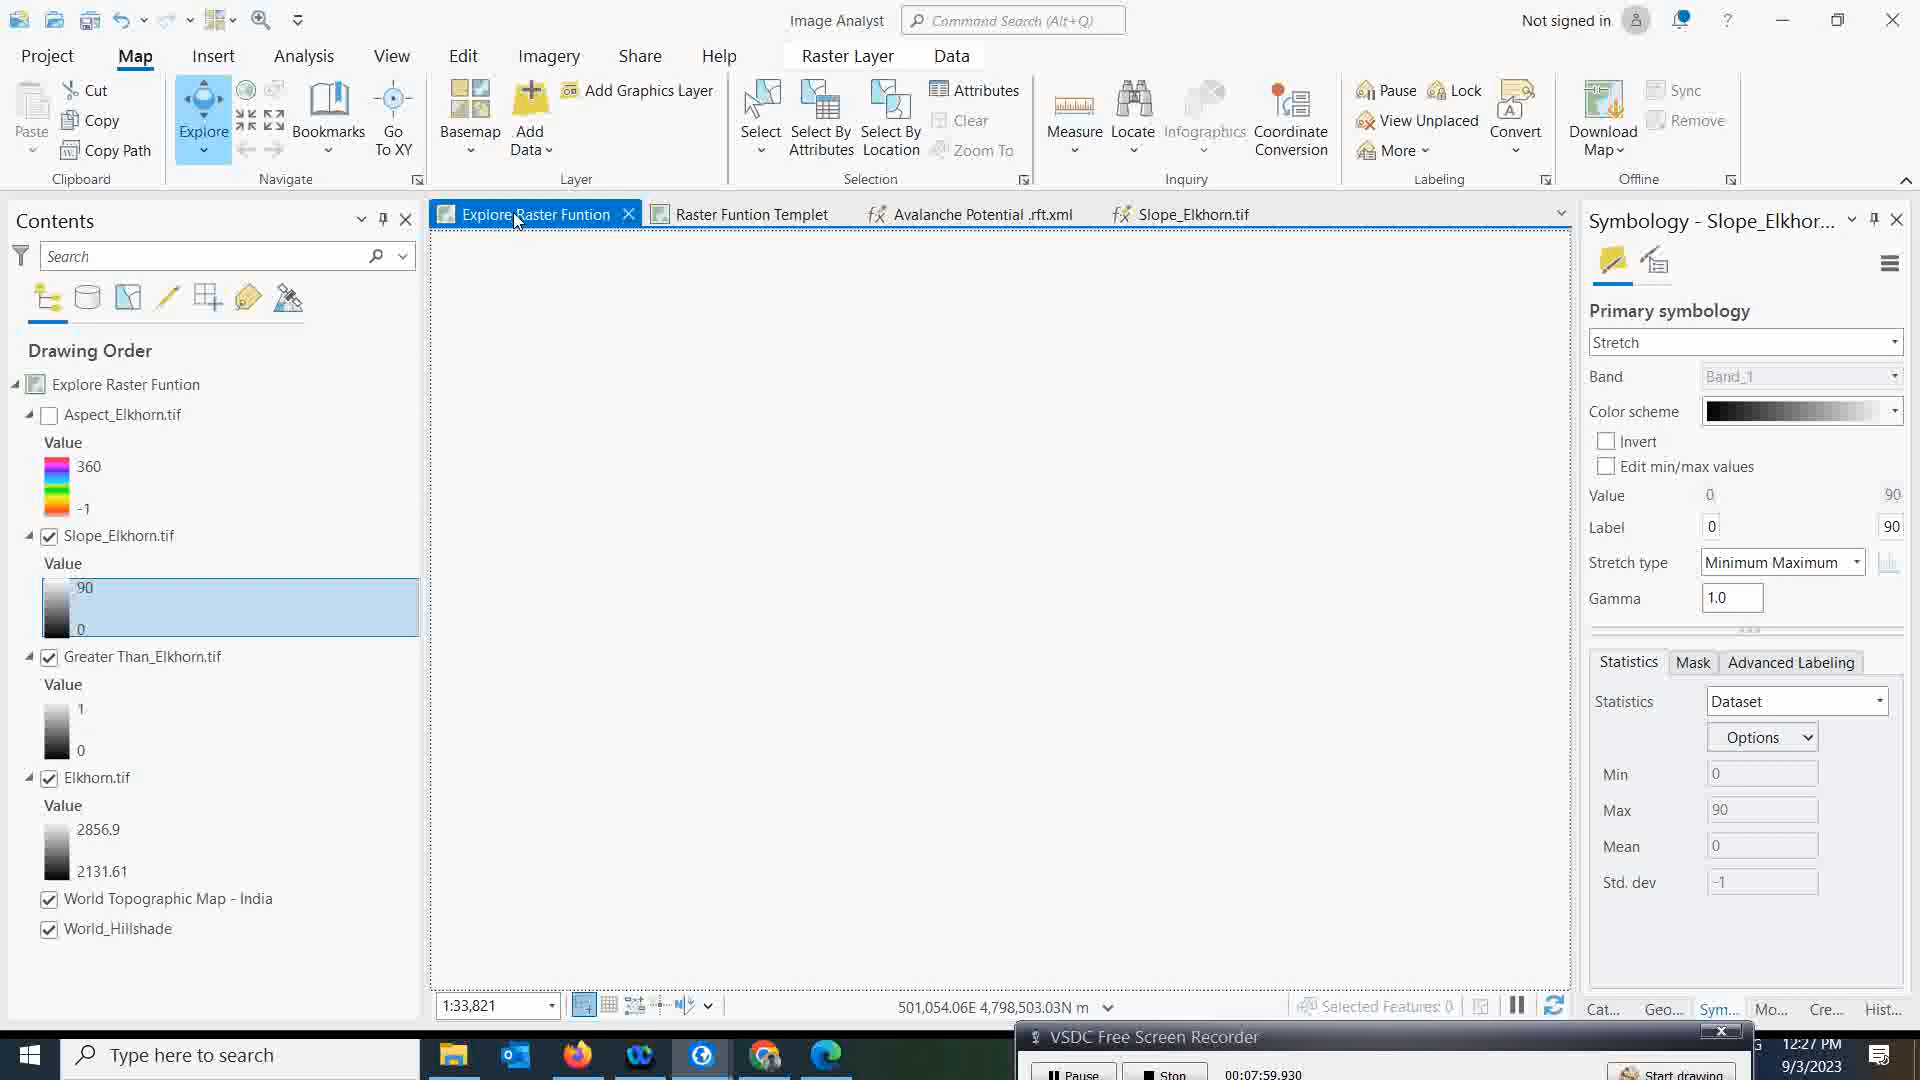 Image Analyst
Command Search (Alt+Q)
Not signed in
?
Project
Map
Insert
Analysis
View
Edit
Imagery
Share
Help
Raster Layer
Data
Paste
Cut
Copy
Copy Path
Clipboard
Explore
Bookmarks
Go
To XY
Navigate
Basemap
Add
Data
Add Graphics Layer
Layer
Select
Select By
Attributes
Select By
Location
Attributes
Clear
Zoom To
Selection
Measure
Locate
Infographics
Coordinate
Conversion
Inquiry
Pause
Lock
View Unplaced
More
Convert
Labeling
Download
Map
Sync
Remove
Offline
Contents
Search
Drawing Order
Explore Raster Funtion
Aspect_Elkhorn.tif
Value
360
-1
Slope_Elkhorn.tif
Value
90
0
Greater Than_Elkhorn.tif
Value
1
0
Elkhorn.tif
Value
2856.9
2131.61
World Topographic Map - India
World_Hillshade
Explore Raster Funtion
Raster Funtion Templet
Avalanche Potential .rft.xml
Slope_Elkhorn.tif
1:33,821
501,054.06E 4,798,503.03N m
Selected Features: 0
Symbology - Slope_Elkhor...
Primary symbology
Stretch
Band
Band_1
Color scheme
Invert
Edit min/max values
Value
0
90
Label
0
90
Stretch type
Minimum Maximum
Gamma
1.0
Statistics
Mask
Advanced Labeling
Statistics
Dataset
Options
Min
0
Max
90
Mean
0
Std. dev
-1
Cat...
Geo...
Sym...
Mo...
Cre...
Hist...
Type here to search
VSDC Free Screen Recorder
Pause
Stop
00:07:59.930
Start drawing
G
12:27 PM
9/3/2023